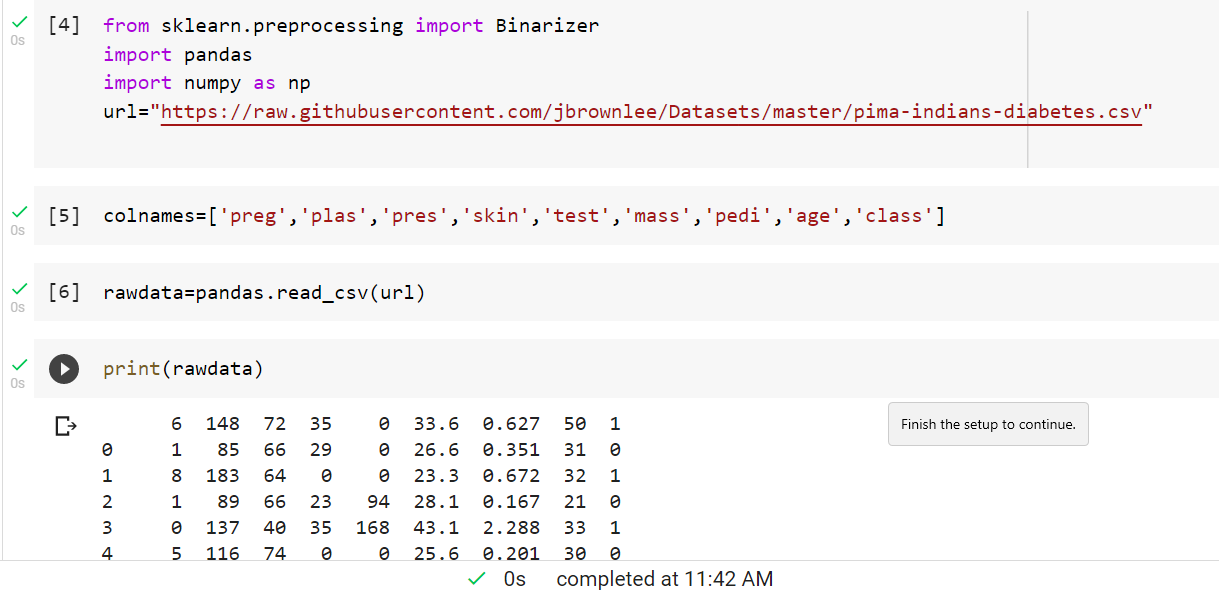 [4] from sklearn.preprocessing import Binarizer
0s import pandas
import numpy as np
url="https://raw.githubusercontent.com/jbrownlee/Datasets/master/pima-indians-diabetes.csv"
[5] colnames=['preg','plas','pres','skin','test','mass','pedi','age','class']
0s
[6] rawdata=pandas.read_csv(url)
0s
print(rawdata)
0s
6 148 72 35 0 33.6 0.627 50 1
Finish the setup to continue.
0 1 85 66 29 0 26.6 0.351 31 0
1 8 183 64 0 0 23.3 0.672 32 1
2 1 89 66 23 94 28.1 0.167 21 0
3 0 137 40 35 168 43.1 2.288 33 1
4 5 116 74 0 0 25.6 0.201 30 0
0s completed at 11:42 AM